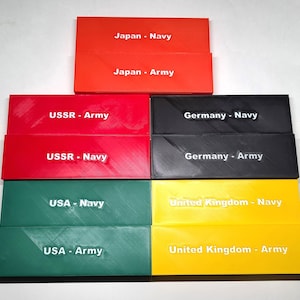 Japan - Navy
Japan - Army
USSR - Army
Germany - Navy
USSR - Navy
Germany - Army
USA - Navy
United Kingdom - Navy
USA - Army
United Kingdom - Army